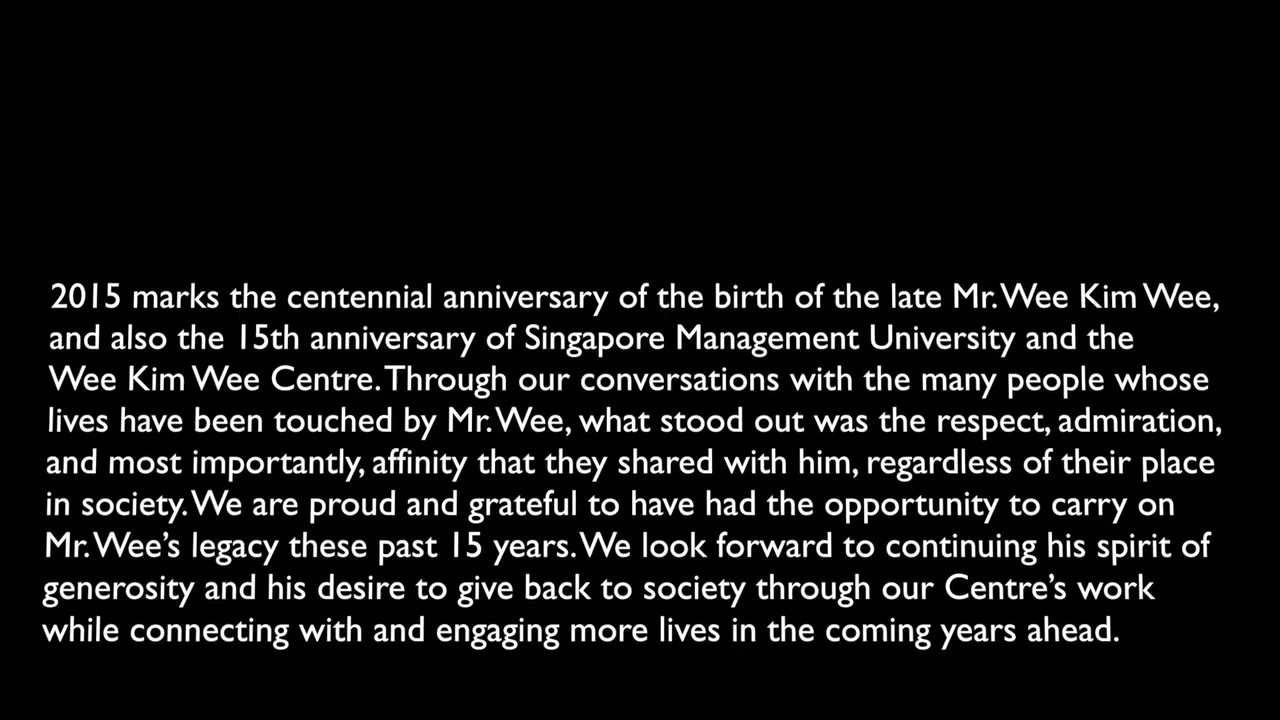 2015 marks the centennial anniversary of the birth of the late Mr. Wee Kim Wee,
and also the 15th anniversary of Singapore Management University and the
Wee Kim Wee Centre. Through our conversations with the many people whose
lives have been touched by Mr. Wee, what stood out was the respect, admiration,
and most importantly, affinity that they shared with him, regardless of their place
in society. We are proud and grateful to have had the opportunity to carry on
Mr. Wee’s legacy these past 15 years. We look forward to continuing his spirit of
generosity and his desire to give back to society through our Centre’s work
while connecting with and engaging more lives in the coming years ahead.